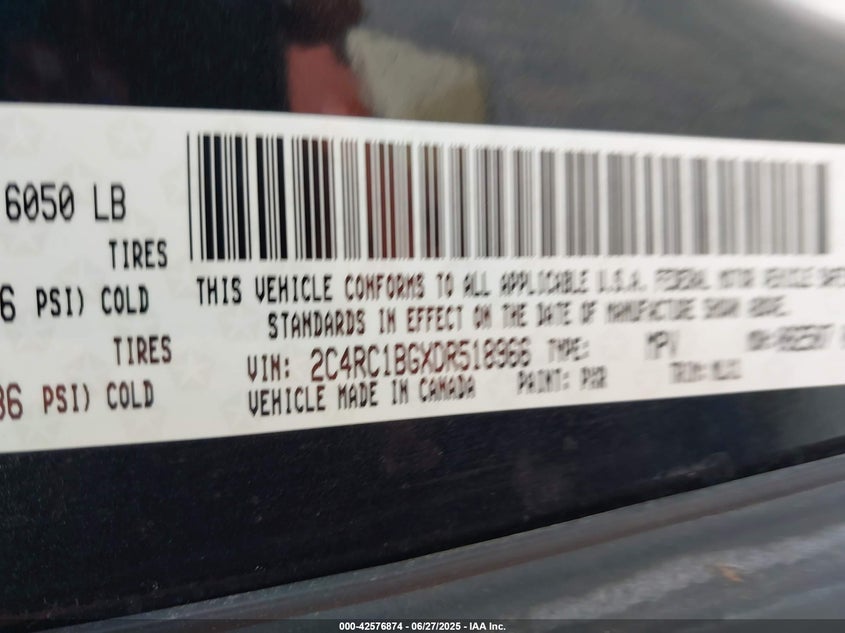 6050 LB
TIRES
6 PSI) COLD
TIRES
36 PSI) COLD
THIS VEHICLE CONFORMS TO ALL APPLICABLE U.S.A. FEDERAL MOTOR VEHICLE
STANDARDS IN EFFECT ON THE DATE OF MANUFACTURE SHOWN ABOVE.
VIN: 2C4RC1BGXDR518966 TYPE: MPV
VEHICLE MADE IN CANADA PAINT: PXR
000-42576874 | 06/27/2025 - IAA Inc.